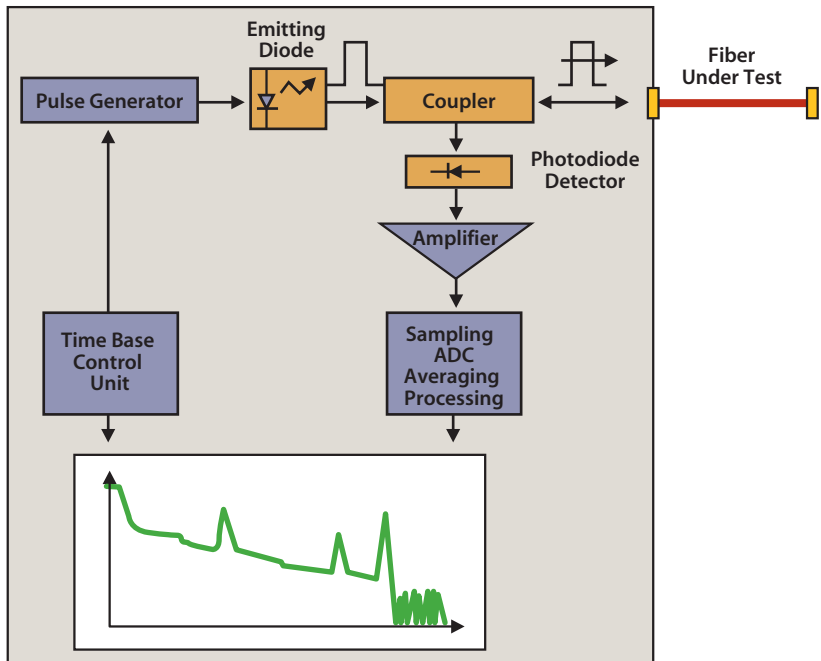 Emitting
Diode
Fiber
Under Test
Pulse Generator
Coupler
Photodiode
Detector
Amplifier
Time Base
Control
Unit
Sampling
ADC
Averaging
Processing